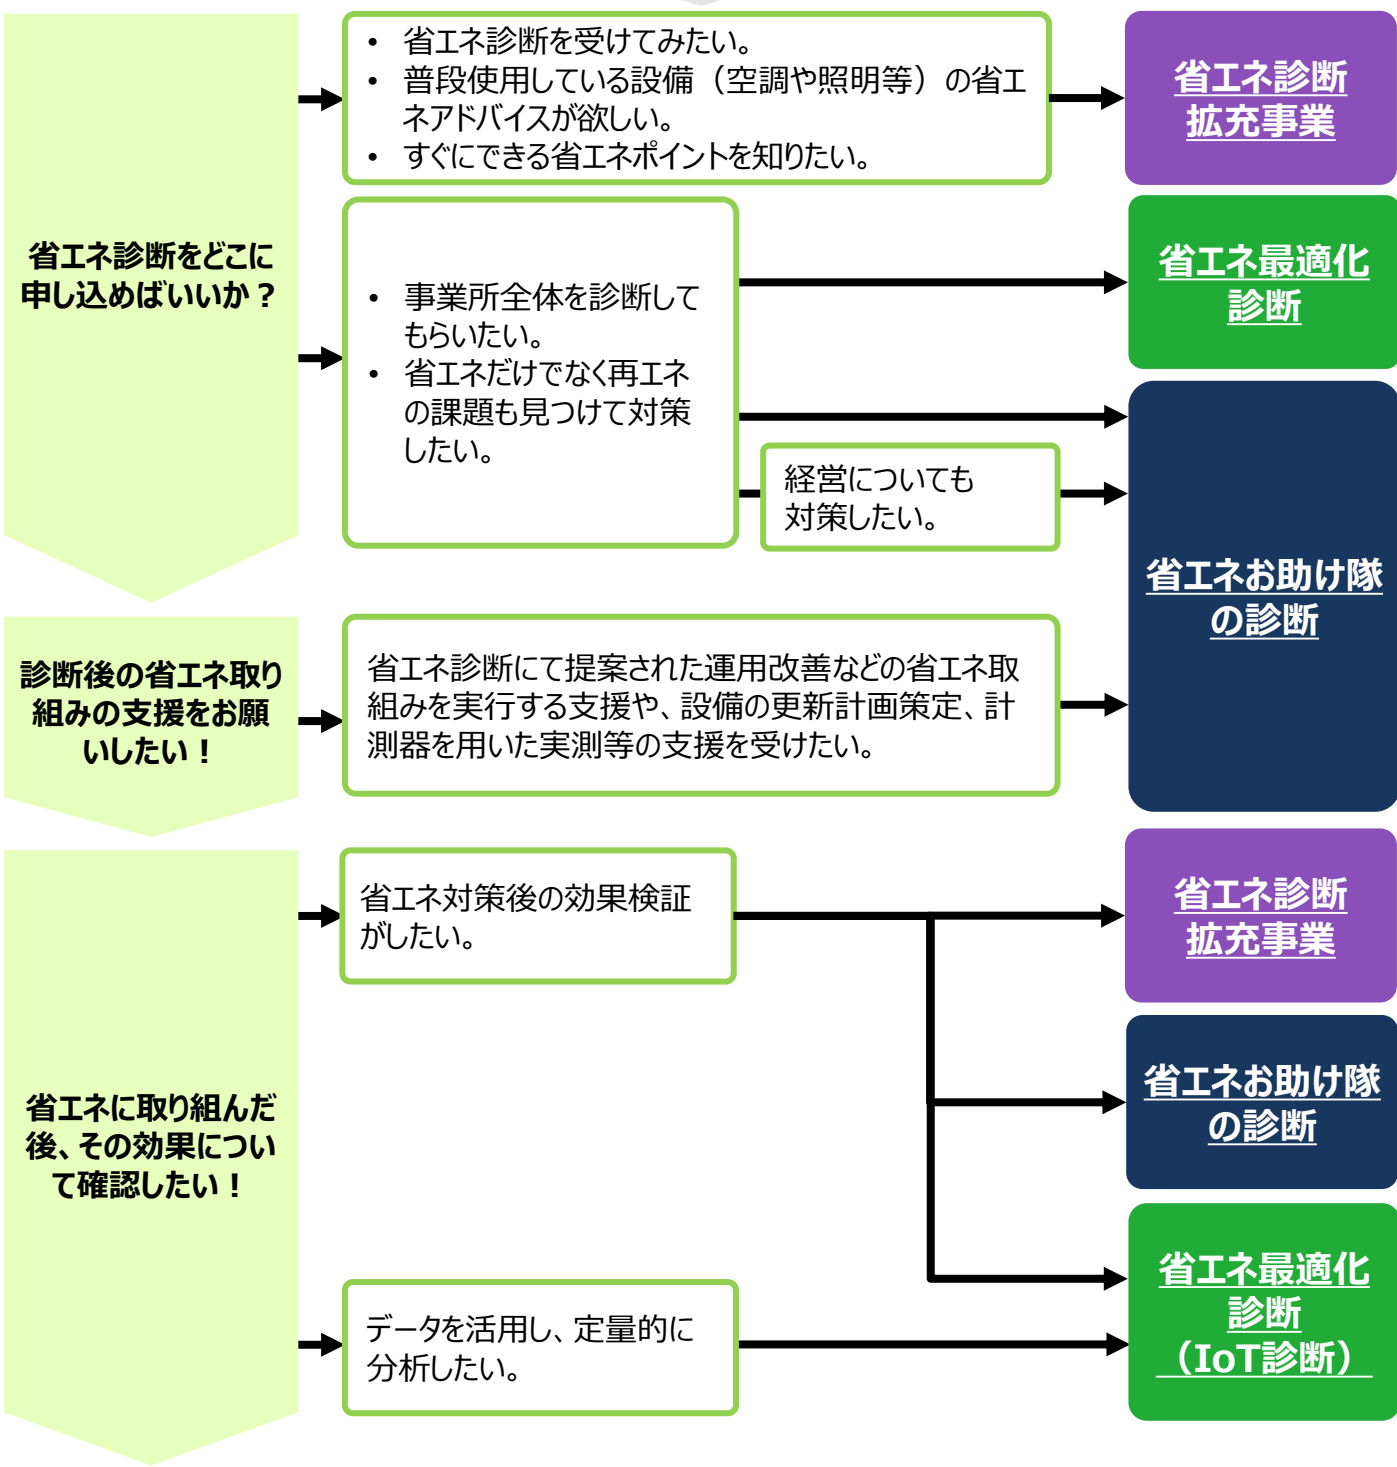 省エネ診断をどこに
申し込めばいいか？
• 省エネ診断を受けてみたい。
• 普段使用している設備（空調や照明等）の省エ
ネアドバイスが欲しい。
• すぐにできる省エネポイントを知りたい。
省エネ診断
拡充事業
• 事業所全体を診断して
もらいたい。
• 省エネだけでなく再エネ
の課題も見つけて対策
したい。
省エネ最適化
診断
経営についても
対策したい。
省エネお助け隊
の診断
診断後の省エネ取り
組みの支援をお願
いしたい！
省エネ診断にて提案された運用改善などの省エネ取
組みを実行する支援や、設備の更新計画策定、計
測器を用いた実測等の支援を受けたい。
省エネに取り組んだ
後、その効果につい
て確認したい！
省エネ対策後の効果検証
がしたい。
省エネ診断
拡充事業
省エネお助け隊
の診断
データを活用し、定量的に
分析したい。
省エネ最適化
診断
（IoT診断）